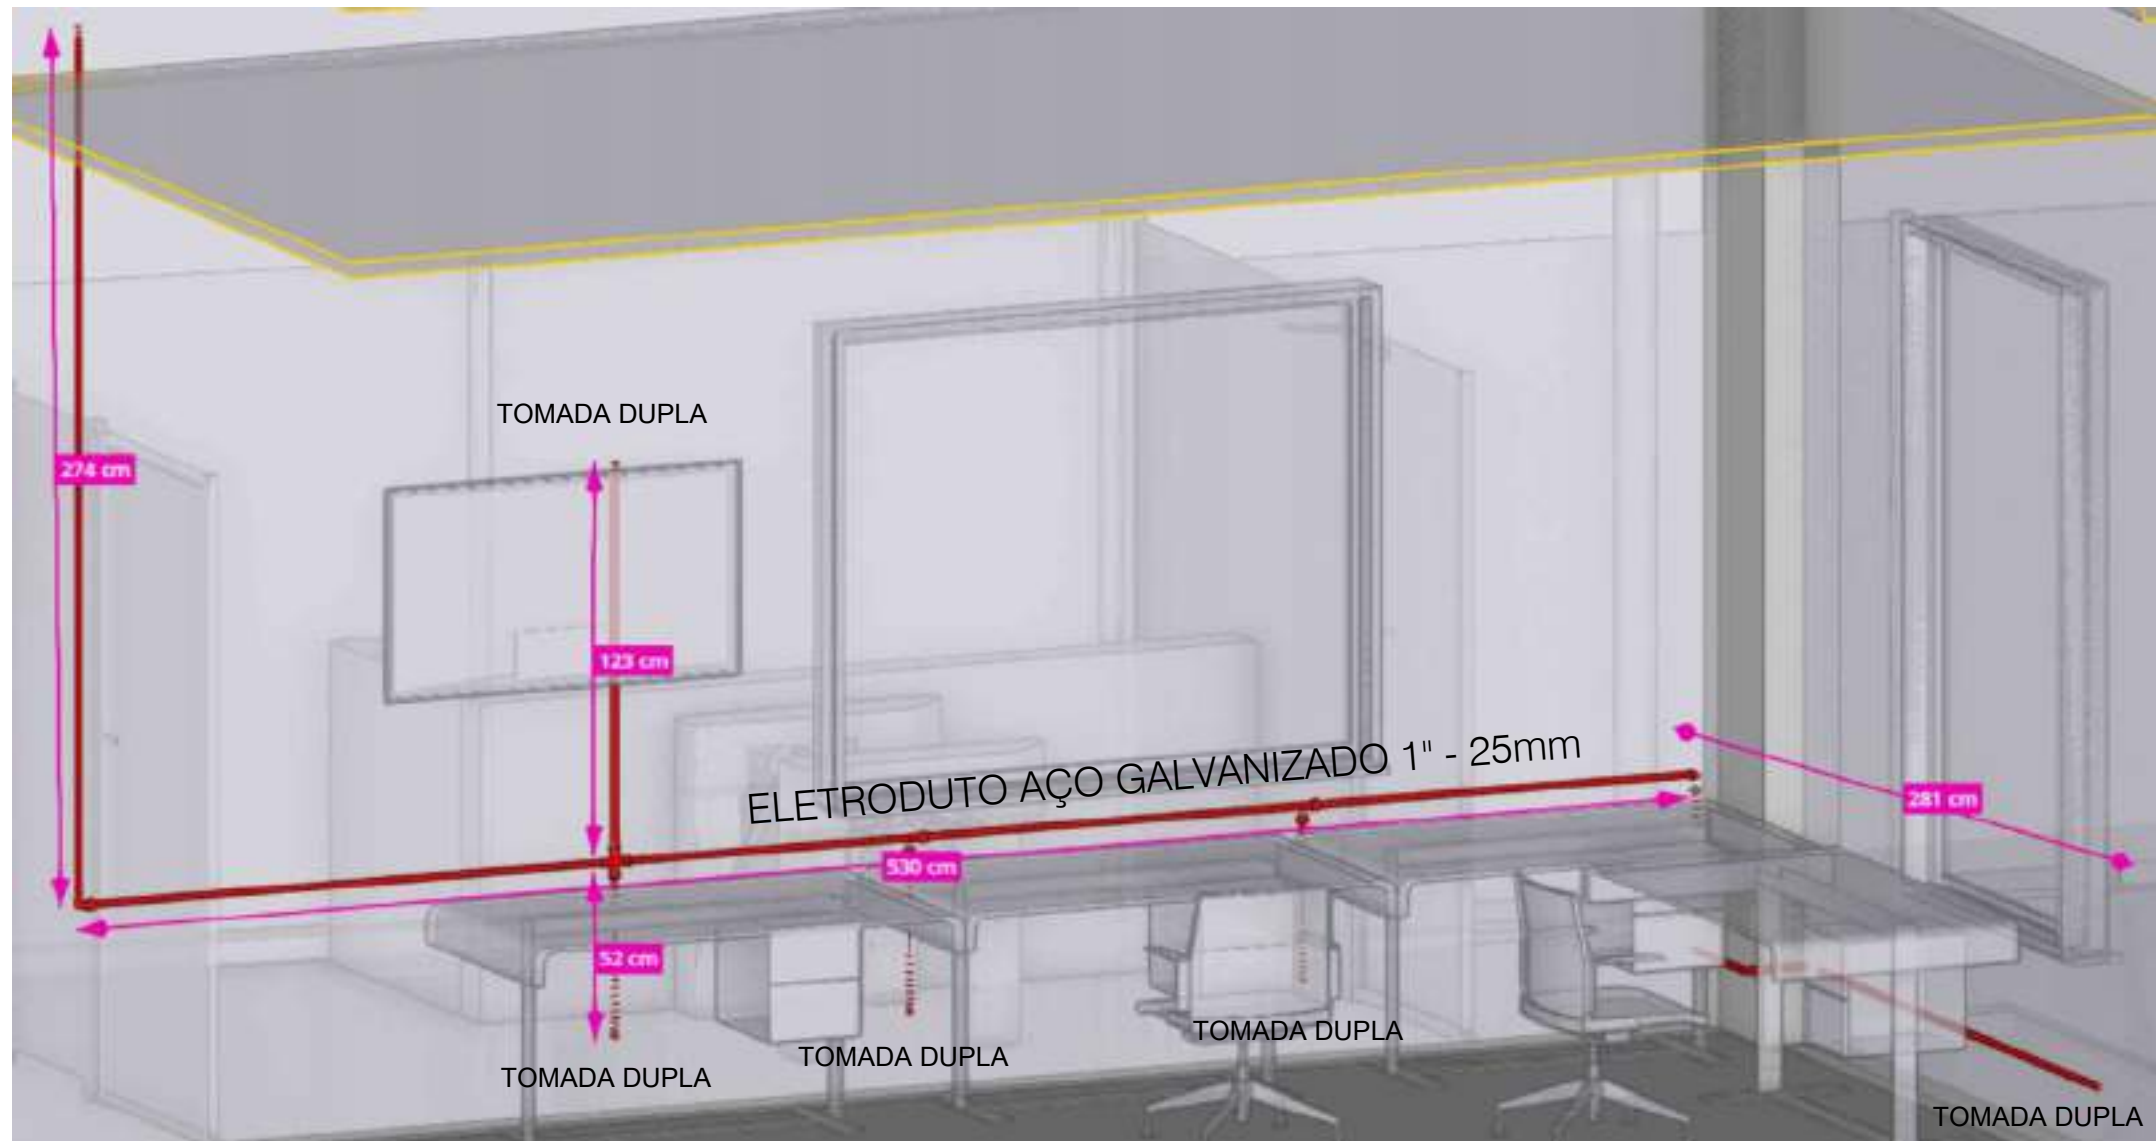 TOMADA DUPLA
274 cm
123 cm
ELETRODUTO AÇO GALVANIZADO 1" - 25mm
281 cm
530 cm
52 cm
TOMADA DUPLA
TOMADA DUPLA
TOMADA DUPLA
TOMADA DUPLA